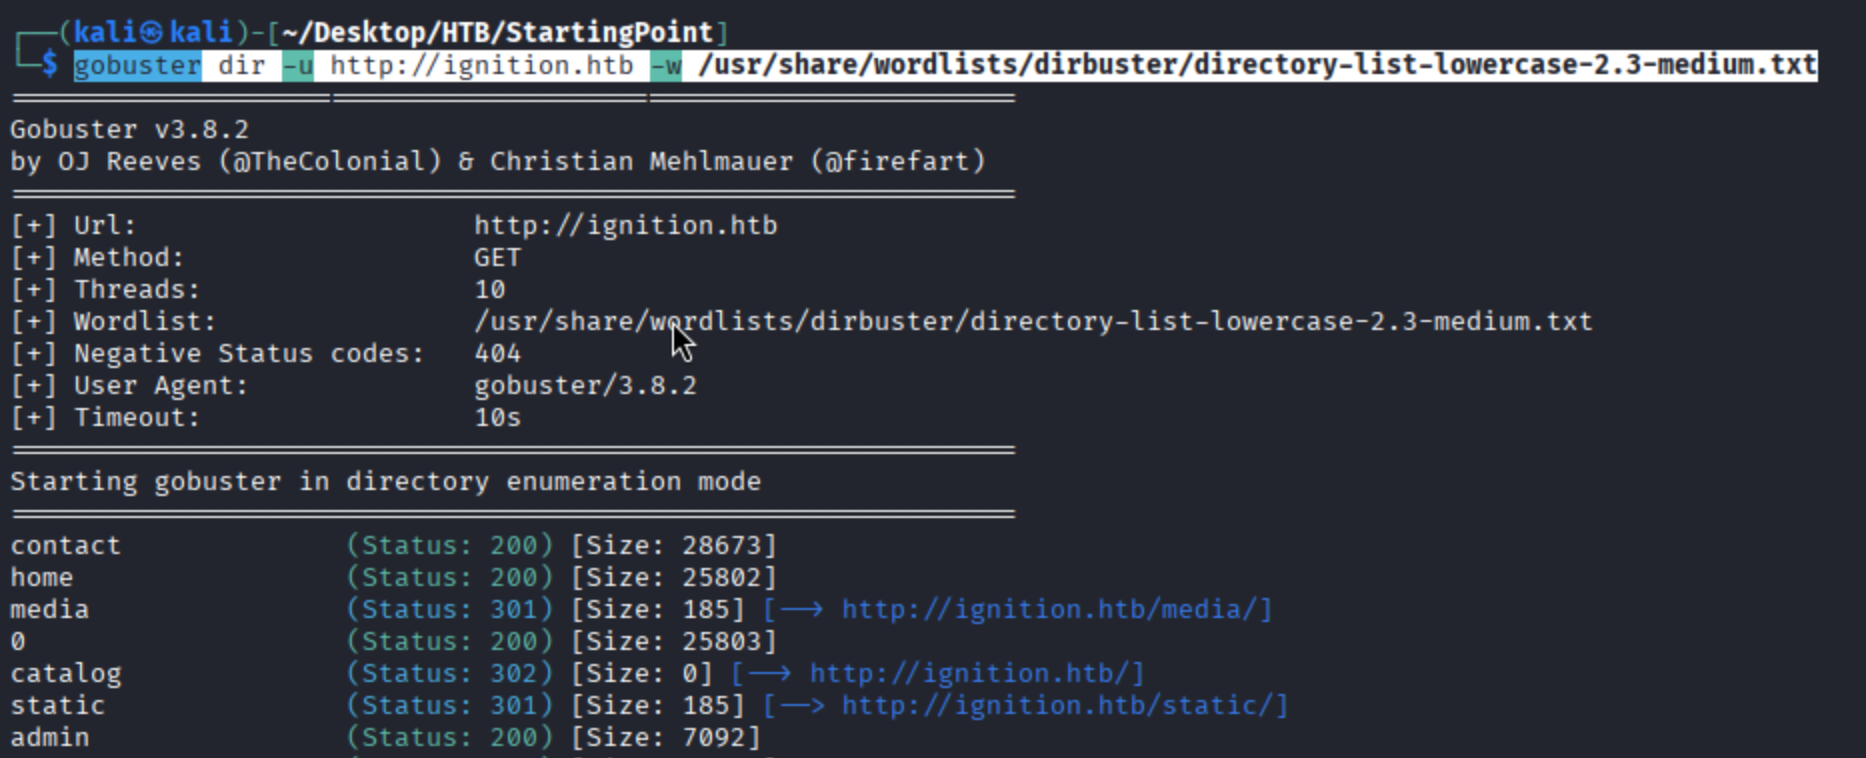 ┌──(kali㉿kali)-[~/Desktop/HTB/StartingPoint]
└─$ gobuster dir -u http://ignition.htb -w /usr/share/wordlists/dirbuster/directory-list-lowercase-2.3-medium.txt
===============================================================
Gobuster v3.8.2
by OJ Reeves (@TheColonial) & Christian Mehlmauer (@firefart)
===============================================================
[+] Url:                     http://ignition.htb
[+] Method:                  GET
[+] Threads:                 10
[+] Wordlist:                /usr/share/wordlists/dirbuster/directory-list-lowercase-2.3-medium.txt
[+] Negative Status codes:   404
[+] User Agent:              gobuster/3.8.2
[+] Timeout:                 10s
===============================================================
Starting gobuster in directory enumeration mode
===============================================================
contact              (Status: 200) [Size: 28673]
home                 (Status: 200) [Size: 25802]
media                (Status: 301) [Size: 185] [--> http://ignition.htb/media/]
0                    (Status: 200) [Size: 25803]
catalog              (Status: 302) [Size: 0] [--> http://ignition.htb/]
static               (Status: 301) [Size: 185] [--> http://ignition.htb/static/]
admin                (Status: 200) [Size: 7092]